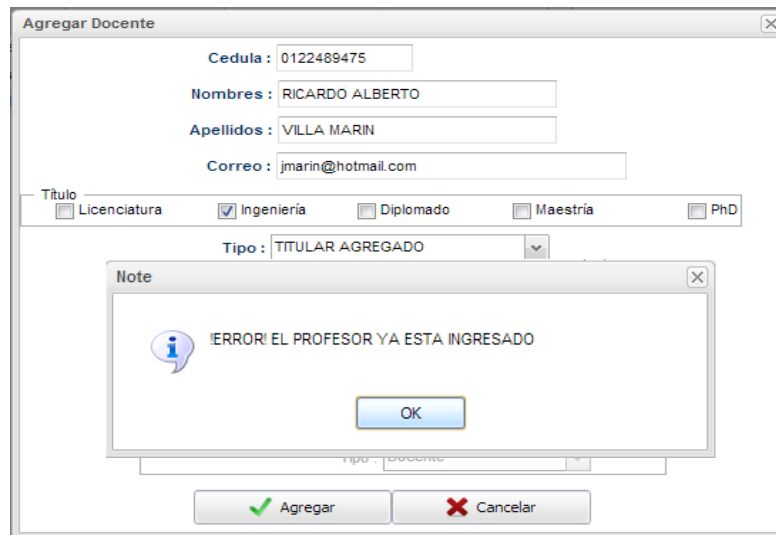 Agregar Docente
Cedula : 0122489475
Nombres : RICARDO ALBERTO
Apellidos : VILLA MARIN
Correo : jmarin@hotmail.com
Título
Licenciatura Ingeniería Diplomado Maestría PhD
Tipo : TITULAR AGREGADO
Note
!ERROR! EL PROFESOR YA ESTA INGRESADO
OK
Tipo : Docente
Agregar Cancelar